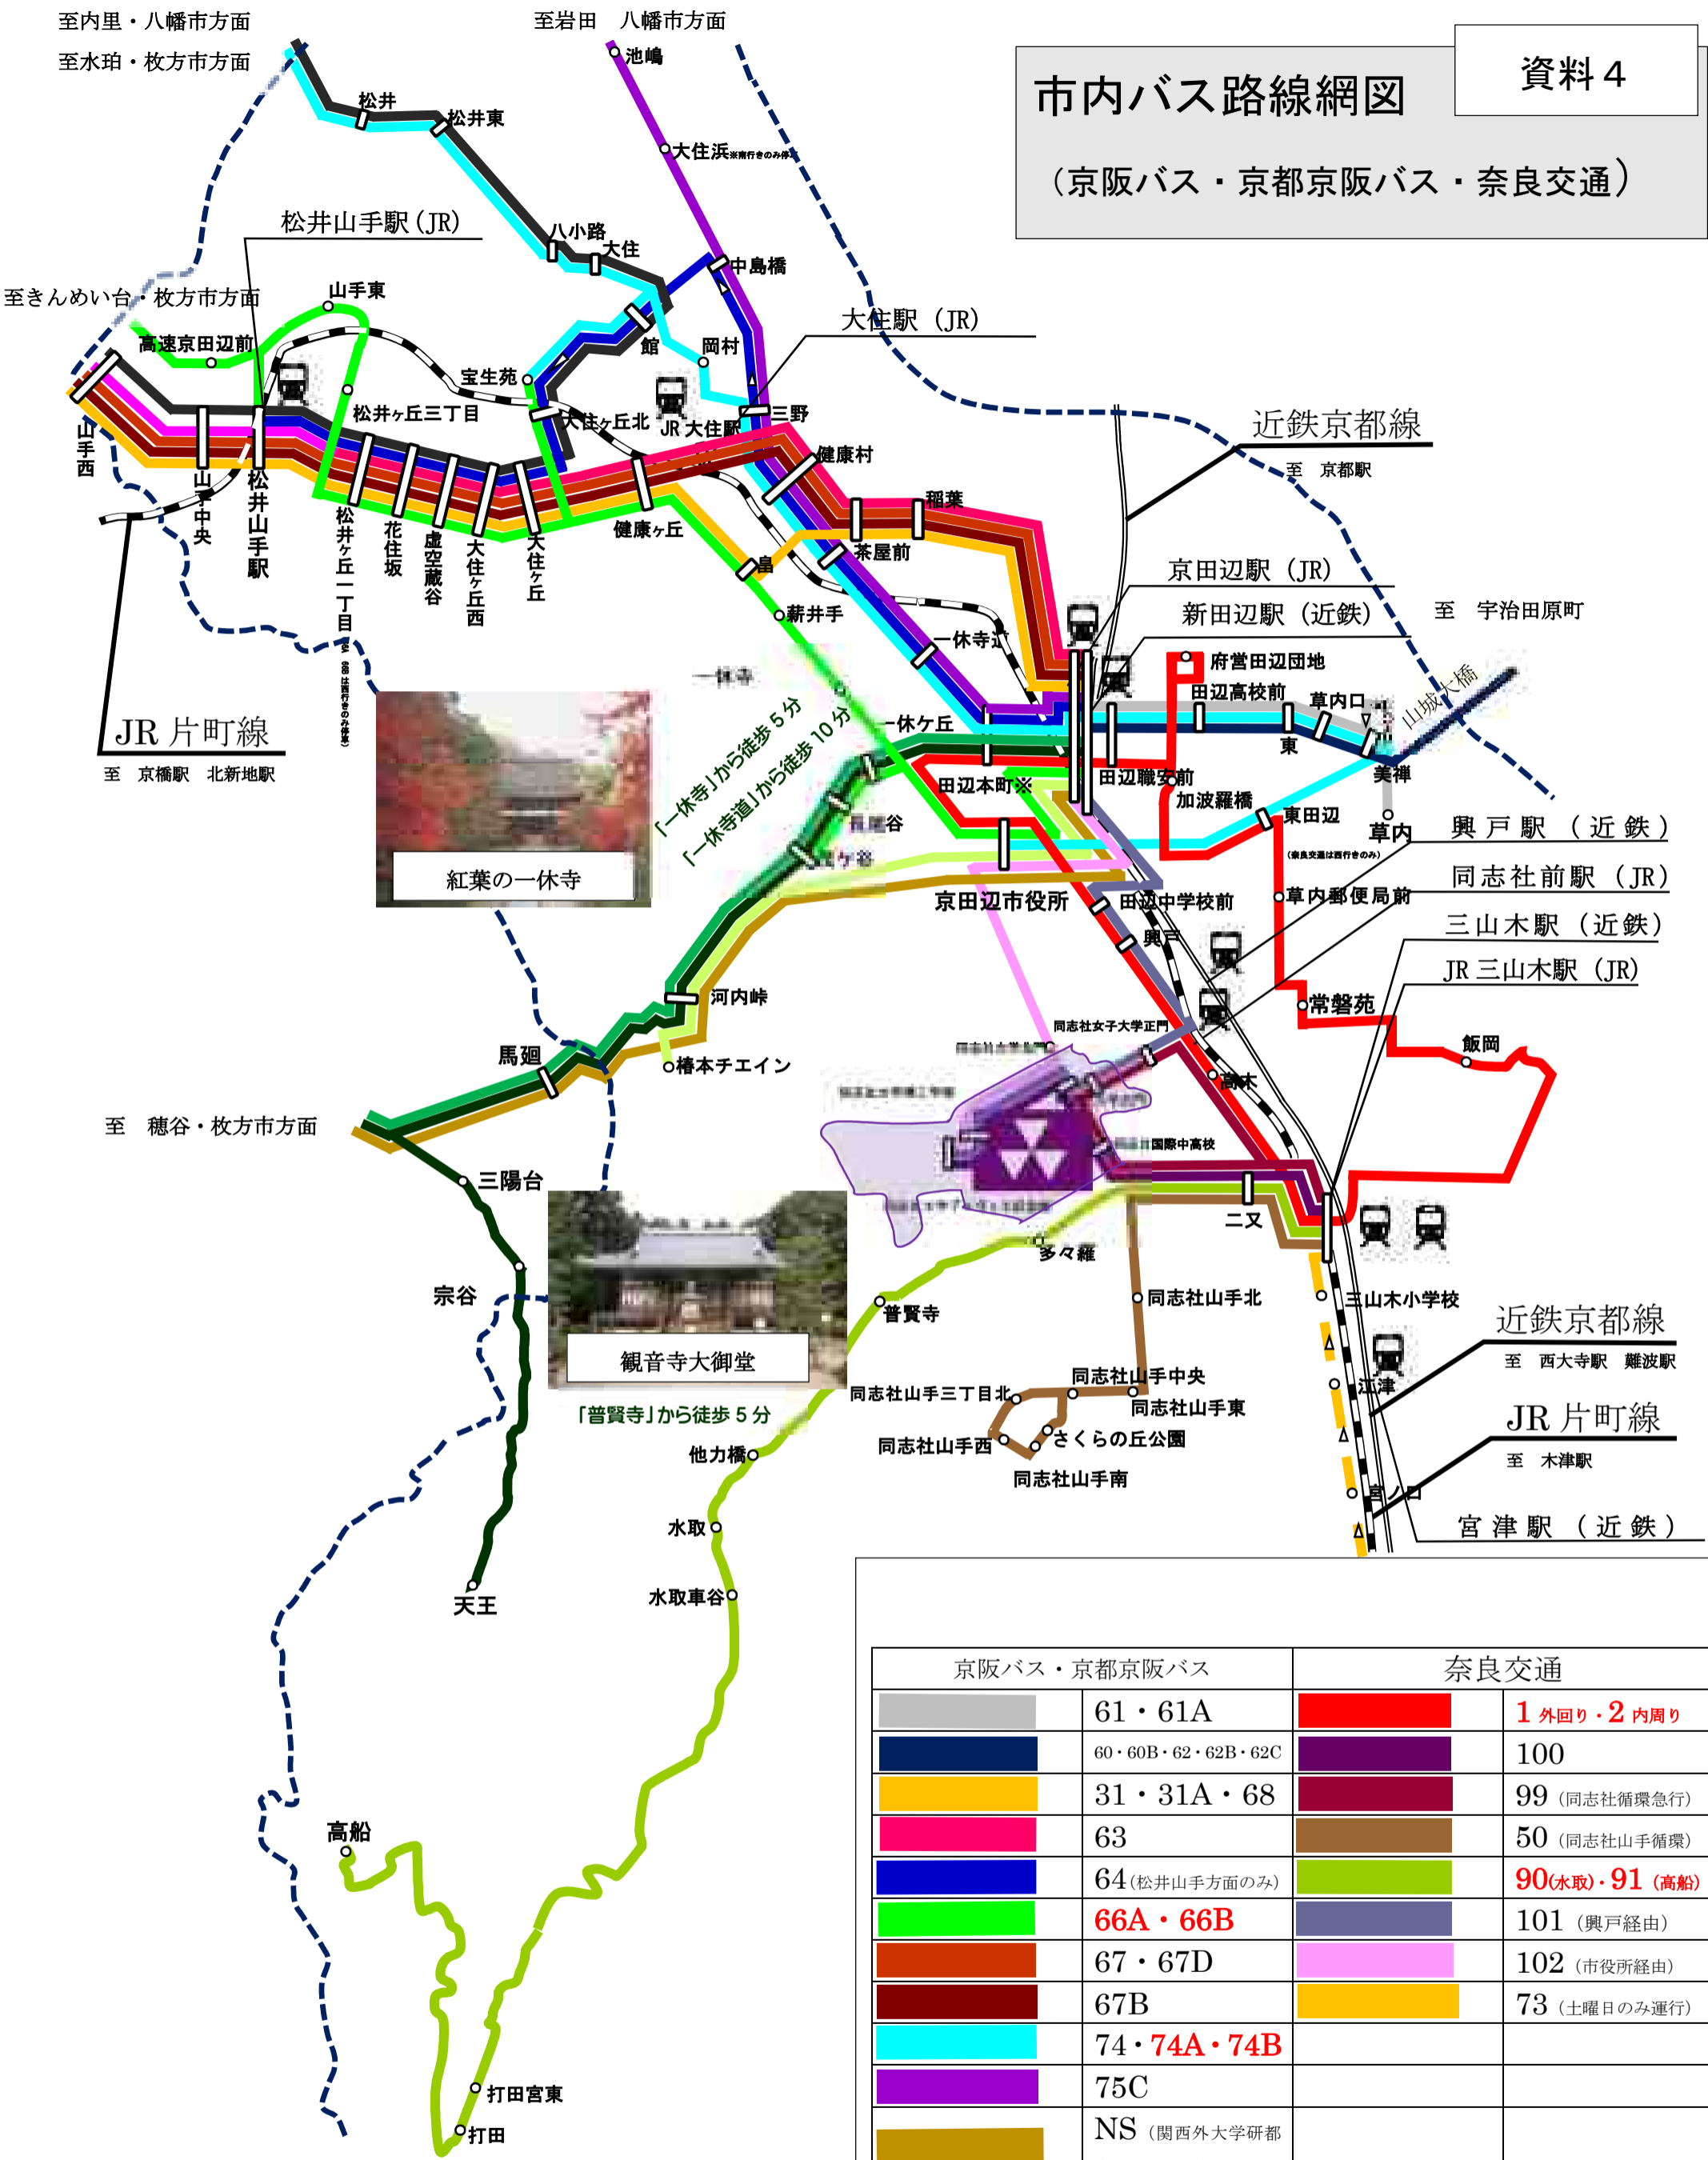 至内里・八幡市方面
至水珀・枚方市方面
至岩田　八幡市方面
資料４
市内バス路線網図
（京阪バス・京都京阪バス・奈良交通）
池嶋
松井
松井東
大住浜※南行きのみ停車
松井山手駅（JR）
八小路
大住
中島橋
至きんめい台・枚方市方面
山手東
高速京田辺前
大住駅（JR）
館
岡村
宝生苑
松井ヶ丘三丁目
大住ヶ丘北
JR大住駅
三野
近鉄京都線
至　京都駅
山手西
山手中央
松井山手駅
松井ヶ丘一丁目
花住坂
虚空蔵谷
大住ヶ丘西
大住ヶ丘
健康ヶ丘
健康村
稲葉
茶屋前
畠
薪井手
京田辺駅（JR）
新田辺駅（近鉄）
至　宇治田原町
一休寺道
一休寺
府営田辺団地
田辺高校前
草内口
山城大橋
東
美禅
草内
JR 片町線
至　京橋駅　北新地駅
「一休寺」から徒歩 5 分
「一休寺道」から徒歩 10 分
一休ケ丘
田辺本町※
田辺職安前
加波羅橋
東田辺
（奈良交通は西行きのみ）
興戸駅（近鉄）
同志社前駅（JR）
三山木駅（近鉄）
JR 三山木駅（JR）
紅葉の一休寺
京田辺市役所
田辺中学校前
草内郵便局前
興戸
河内峠
常磐苑
飯岡
同志社女子大学正門
馬廻
椿本チエイン
高木
至　穂谷・枚方市方面
国際中高校
三陽台
二又
多々羅
宗谷
普賢寺
同志社山手北
三山木小学校
近鉄京都線
至　西大寺駅　難波駅
観音寺大御堂
「普賢寺」から徒歩 5 分
同志社山手三丁目北
同志社山手中央
同志社山手東
江津
JR 片町線
至　木津駅
同志社山手西
さくらの丘公園
同志社山手南
他力橋
宮ノ口
宮津駅（近鉄）
水取
水取車谷
天王
高船
打田宮東
打田
京阪バス・京都京阪バス
奈良交通
61・61A
1 外回り・2 内周り
60・60B・62・62B・62C
100
31・31A・68
99（同志社循環急行）
63
50（同志社山手循環）
64(松井山手方面のみ）
90(水取)・91（高船）
66A・66B
101（興戸経由）
67・67D
102（市役所経由）
67B
73（土曜日のみ運行）
74・74A・74B
75C
NS（関西外大学研都